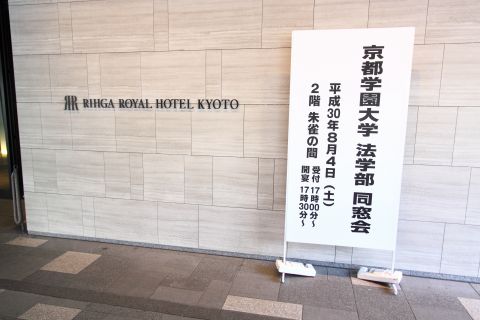 RIHGA ROYAL HOTEL KYOTO
京都学園大学 法学部 同窓会
平成30年8月4日（土）
2階 朱雀の間 受付 17時00分～
開宴 17時30分～